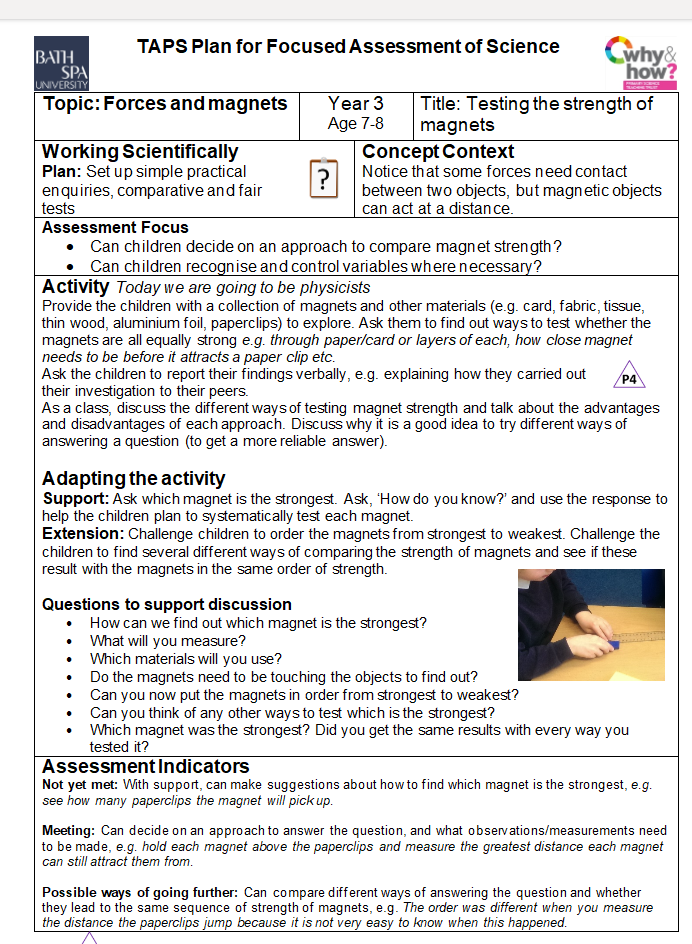 TAPS Plan for Focused Assessment of Science
BATH
SPA
UNIVERSITY
why&
how?
PRIMARY SCIENCE
TEACHING TRUST
Topic: Forces and magnets
Year 3
Age 7-8
Title: Testing the strength of
magnets
Working Scientifically
Plan: Set up simple practical
enquiries, comparative and fair
tests
?
Concept Context
Notice that some forces need contact
between two objects, but magnetic objects
can act at a distance.
Assessment Focus
• Can children decide on an approach to compare magnet strength?
• Can children recognise and control variables where necessary?
Activity Today we are going to be physicists
Provide the children with a collection of magnets and other materials (e.g. card, fabric, tissue,
thin wood, aluminium foil, paperclips) to explore. Ask them to find out ways to test whether the
magnets are all equally strong e.g. through paper/card or layers of each, how close magnet
needs to be before it attracts a paper clip etc.
Ask the children to report their findings verbally, e.g. explaining how they carried out
their investigation to their peers.
P4
As a class, discuss the different ways of testing magnet strength and talk about the advantages
and disadvantages of each approach. Discuss why it is a good idea to try different ways of
answering a question (to get a more reliable answer).
Adapting the activity
Support: Ask which magnet is the strongest. Ask, ‘How do you know?’ and use the response to
help the children plan to systematically test each magnet.
Extension: Challenge children to order the magnets from strongest to weakest. Challenge the
children to find several different ways of comparing the strength of magnets and see if these
result with the magnets in the same order of strength.
Questions to support discussion
• How can we find out which magnet is the strongest?
• What will you measure?
• Which materials will you use?
• Do the magnets need to be touching the objects to find out?
• Can you now put the magnets in order from strongest to weakest?
• Can you think of any other ways to test which is the strongest?
• Which magnet was the strongest? Did you get the same results with every way you
tested it?
Assessment Indicators
Not yet met: With support, can make suggestions about how to find which magnet is the strongest, e.g.
see how many paperclips the magnet will pick up.
Meeting: Can decide on an approach to answer the question, and what observations/measurements need
to be made, e.g. hold each magnet above the paperclips and measure the greatest distance each magnet
can still attract them from.
Possible ways of going further: Can compare different ways of answering the question and whether
they lead to the same sequence of strength of magnets, e.g. The order was different when you measure
the distance the paperclips jump because it is not very easy to know when this happened.